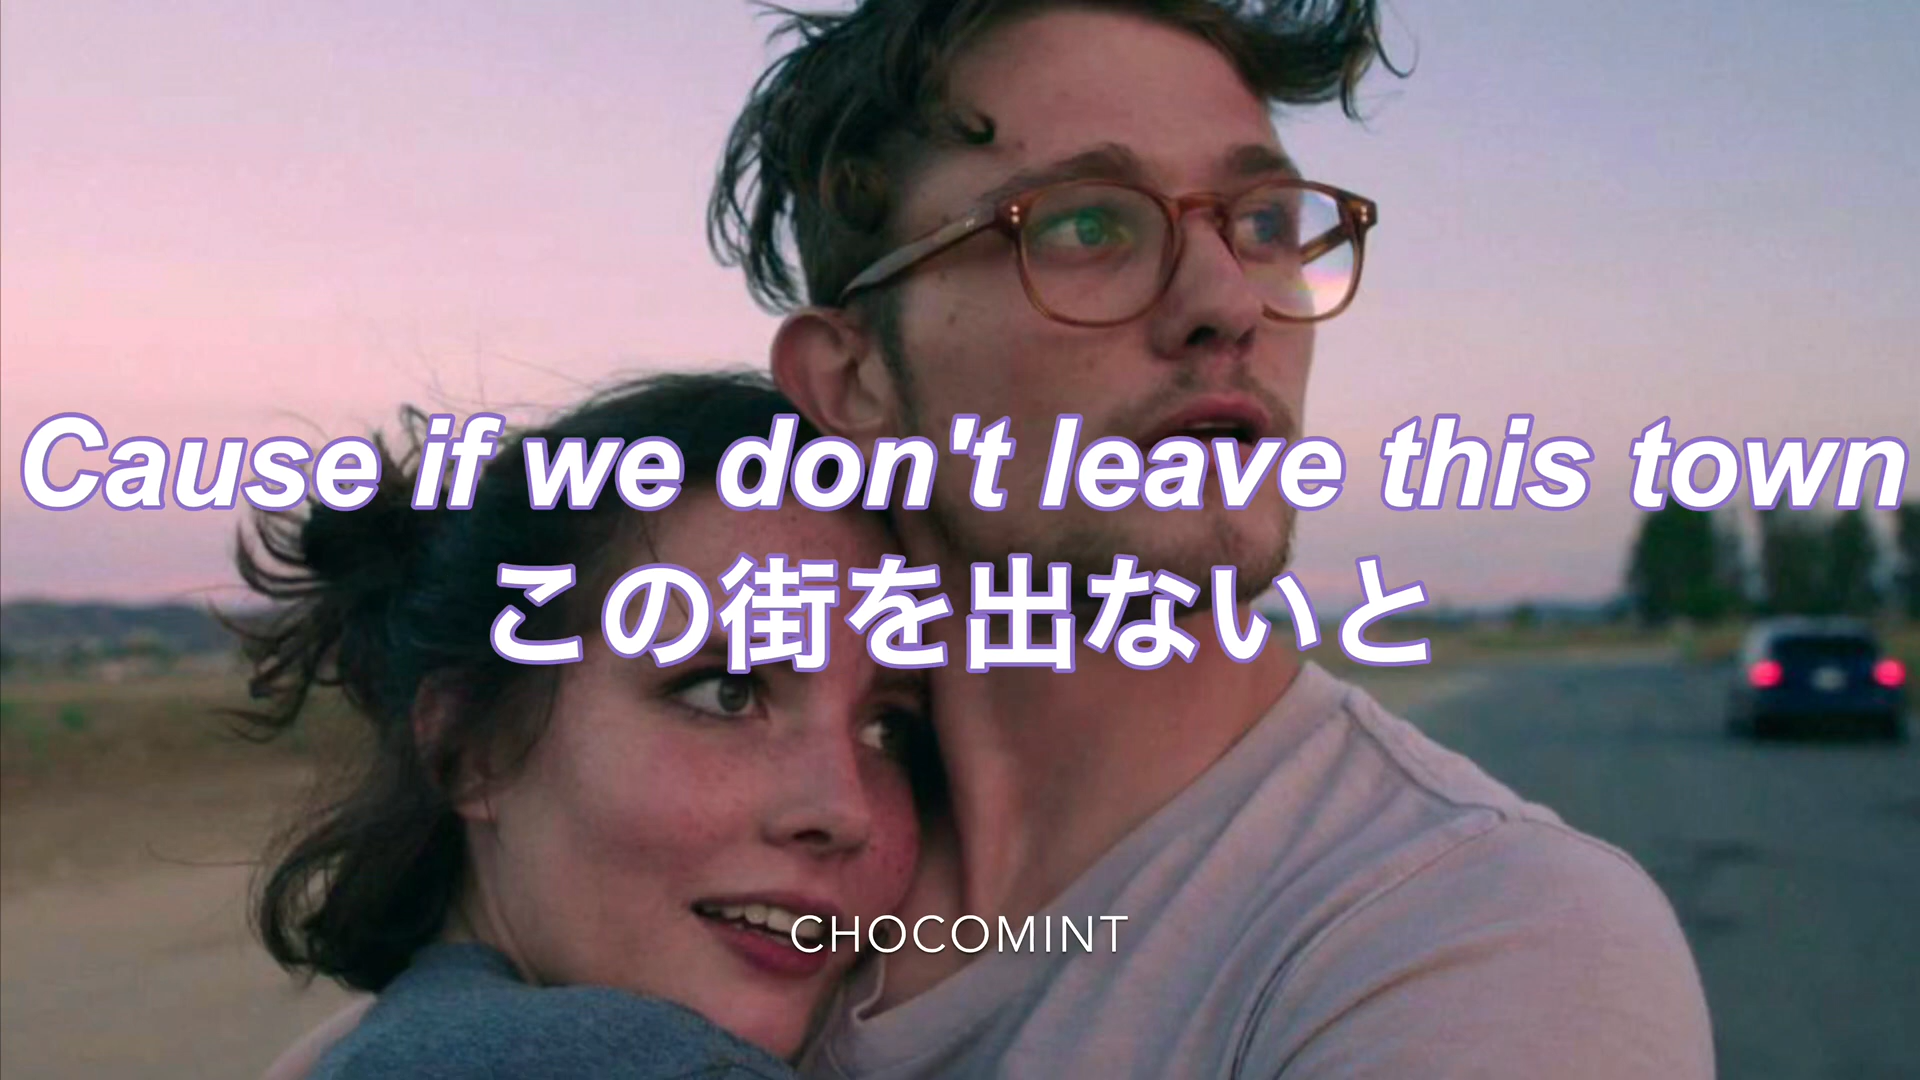 Cause if we don't leave this town
この街を出ないと
CHOCOMINT